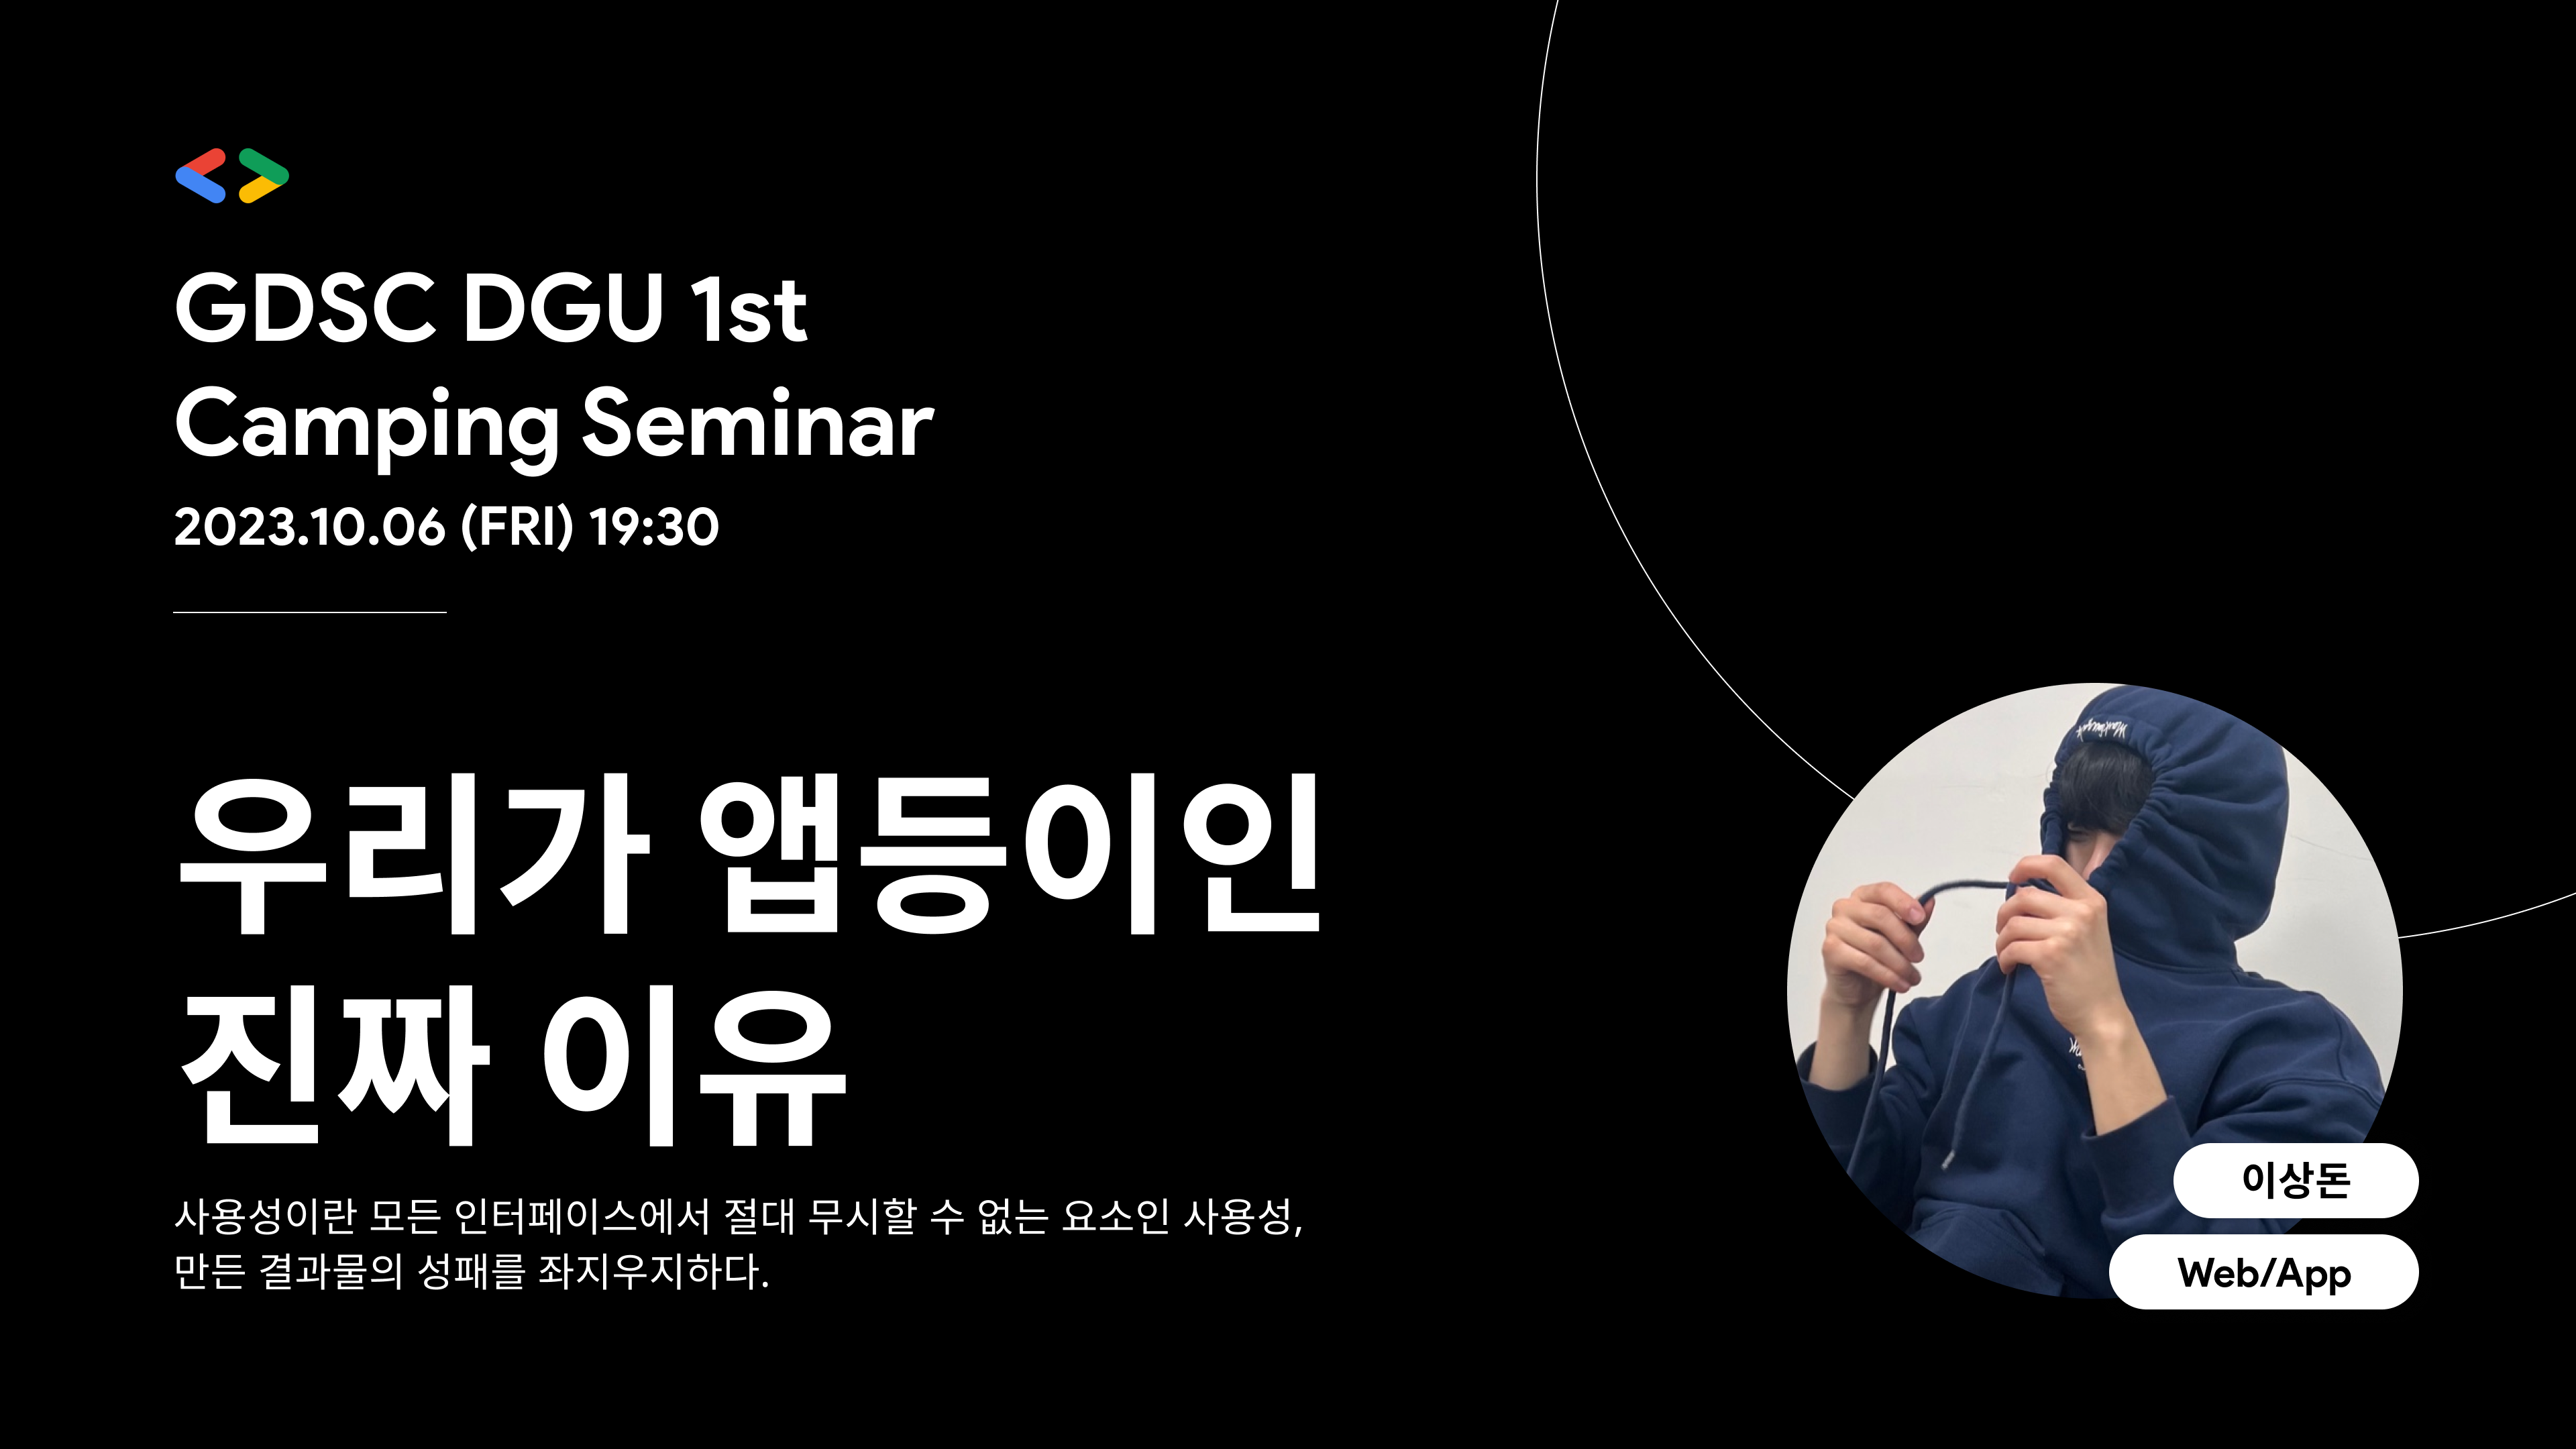 GDSC DGU 1st
Camping Seminar
2023.10.06 (FRI) 19:30
우리가 앱등이인
진짜 이유
사용성이란 모든 인터페이스에서 절대 무시할 수 없는 요소인 사용성,
만든 결과물의 성패를 좌지우지하다.
이상돈
Web/App